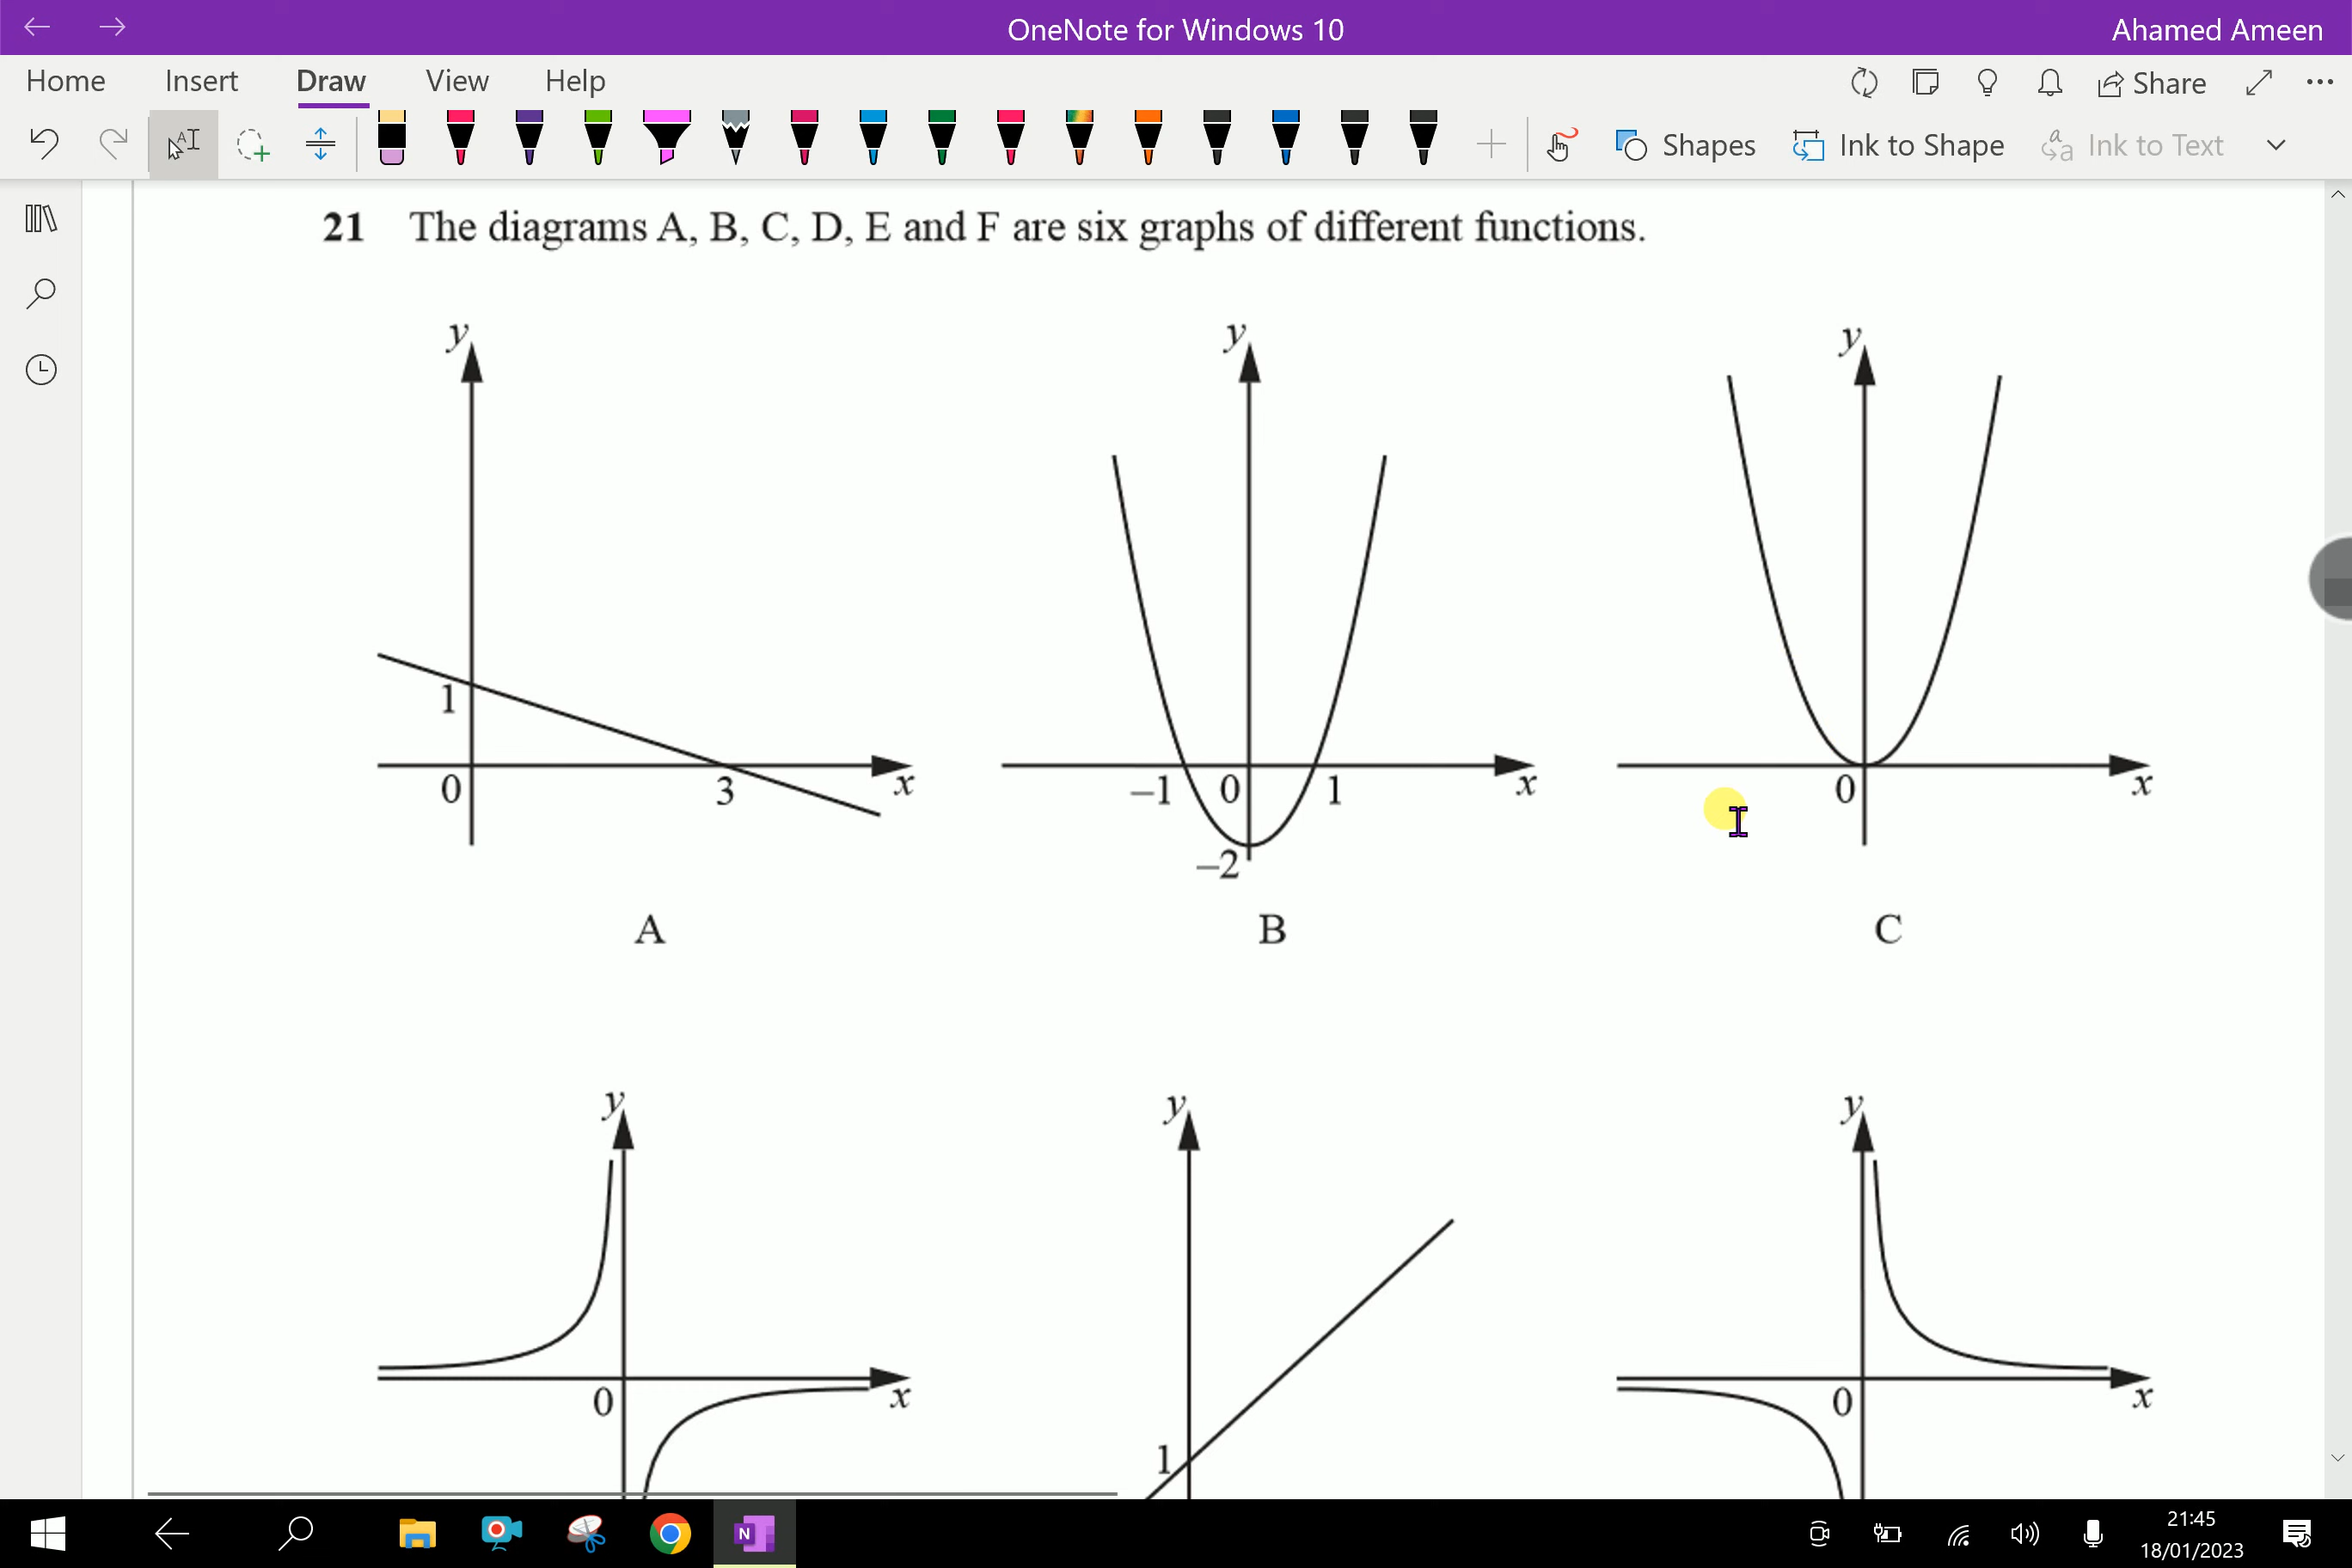 OneNote for Windows 10
Ahamed Ameen
Home Insert Draw View Help
Share
Shapes Ink to Shape Ink to Text
21 The diagrams A, B, C, D, E and F are six graphs of different functions.
y y y
1
0 3 x
−1 0 1 x
−2
0 x
A B C
y y y
0 x
1
0 x
21:45
18/01/2023